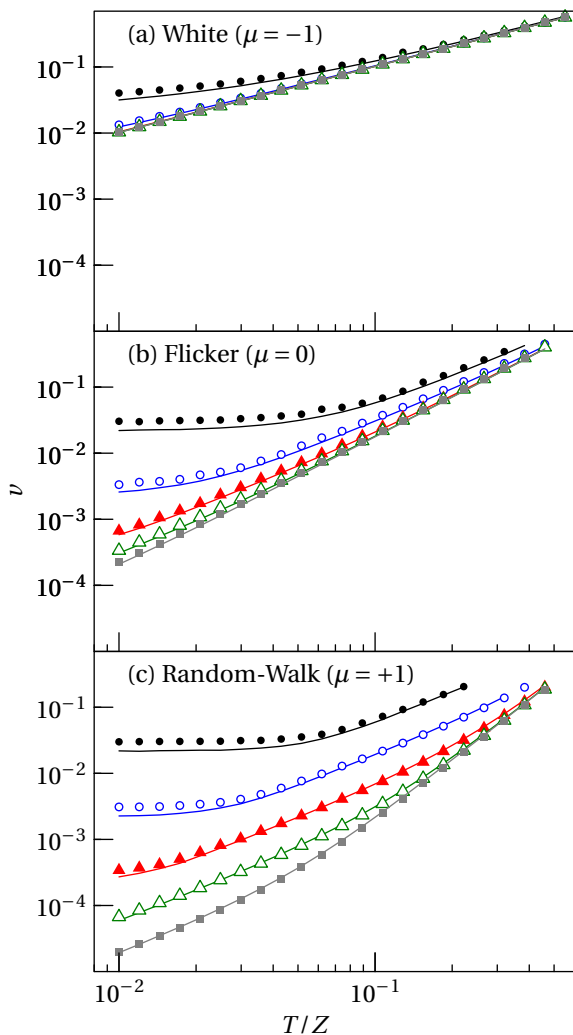 (a) White (μ = −1)
10⁻¹
10⁻²
10⁻³
10⁻⁴
(b) Flicker (μ = 0)
10⁻¹
10⁻²
10⁻³
10⁻⁴
ν
(c) Random-Walk (μ = +1)
10⁻¹
10⁻²
10⁻³
10⁻⁴
10⁻² 10⁻¹
T/Z